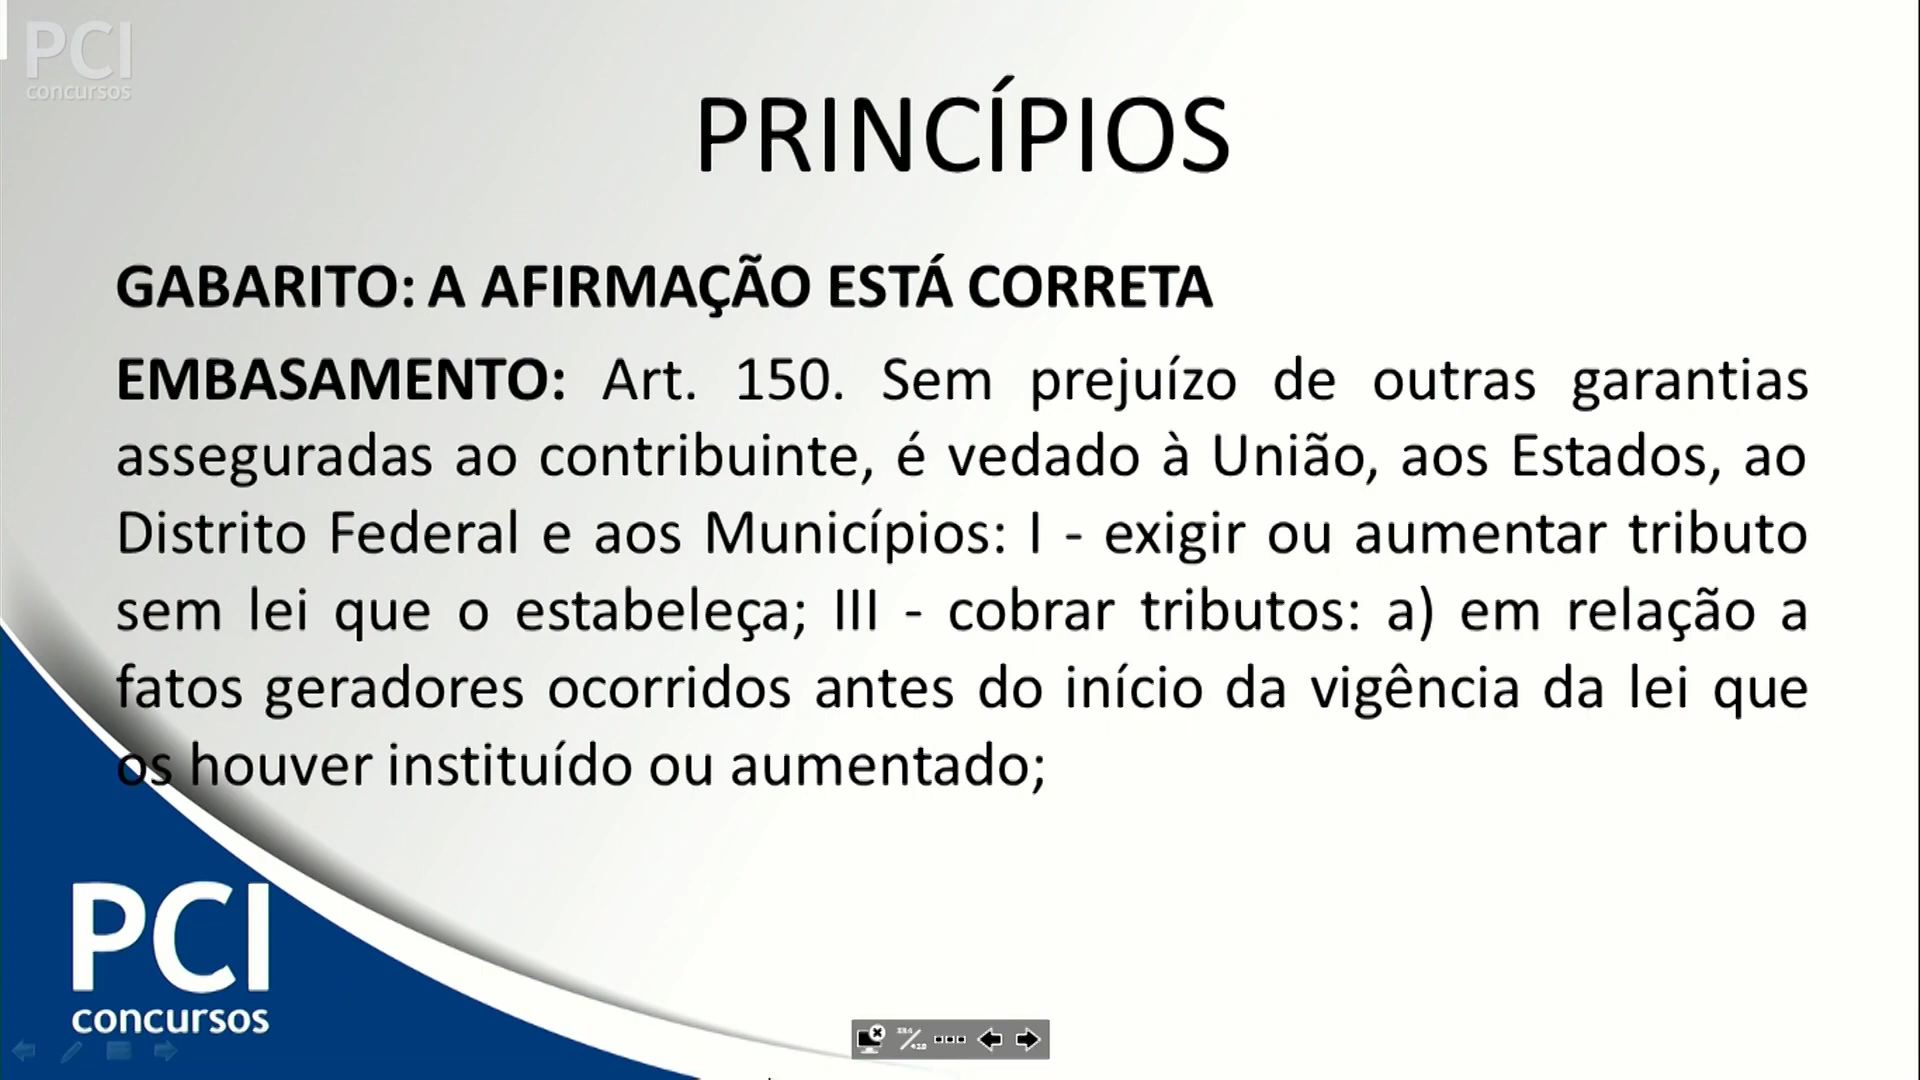 PCI
concursos
PRINCÍPIOS
GABARITO: A AFIRMAÇÃO ESTÁ CORRETA
EMBASAMENTO: Art. 150. Sem prejuízo de outras garantias
asseguradas ao contribuinte, é vedado à União, aos Estados, ao
Distrito Federal e aos Municípios: I - exigir ou aumentar tributo
sem lei que o estabeleça; III - cobrar tributos: a) em relação a
fatos geradores ocorridos antes do início da vigência da lei que
os houver instituído ou aumentado;
PCI
concursos